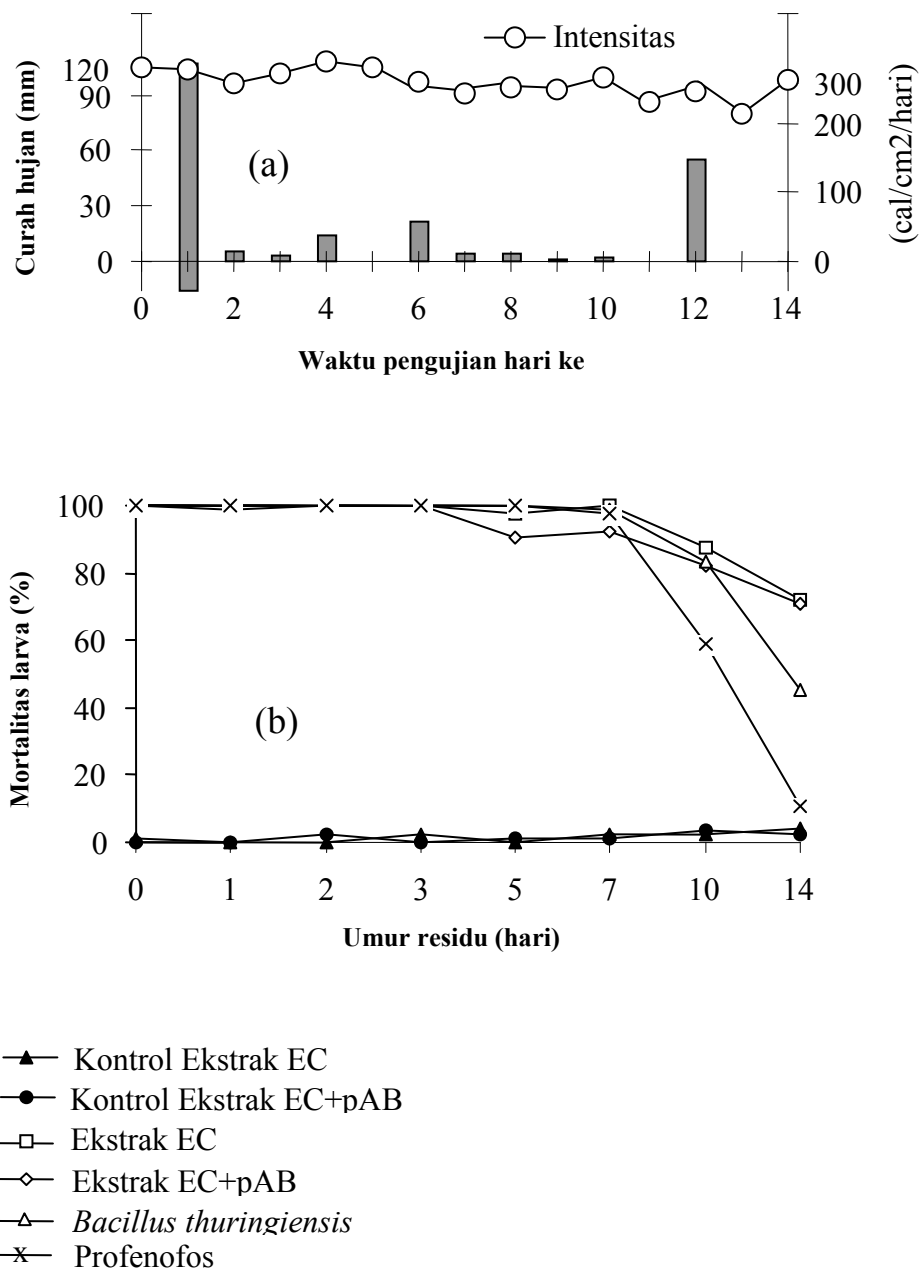 Intensitas
Curah hujan (mm)
120
90
60
30
0
(a)
300
200
100
0
(cal/cm2/hari)
0 2 4 6 8 10 12 14
Waktu pengujian hari ke
Mortalitas larva (%)
100
80
60
40
20
0
(b)
0 1 2 3 5 7 10 14
Umur residu (hari)
Kontrol Ekstrak EC
Kontrol Ekstrak EC+pAB
Ekstrak EC
Ekstrak EC+pAB
Bacillus thuringiensis
Profenofos